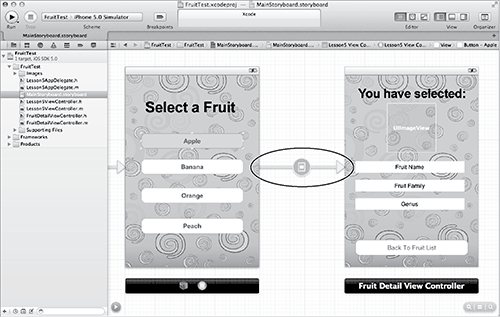 FruitTest.xcodeproj — MainStoryboard.storyboard
Run
Stop
FruitTest
iPhone 5.0 Simulator
Scheme
Breakpoints
Xcode
Editor
View
Organizer
MainStoryboard.storyboard
FruitTest
FruitTest
MainStoryboard...
MainStoryboard...
Lesson5 View Co...
Lesson5 View Co...
View
Button - Apple
FruitTest
1 target, iOS SDK 5.0
FruitTest
Images
Lesson5AppDelegate.h
Lesson5AppDelegate.m
MainStoryboard.storyboard
Lesson5ViewController.h
Lesson5ViewController.m
FruitDetailViewController.h
FruitDetailViewController.m
Supporting Files
Frameworks
Products
Select a Fruit
Apple
Banana
Orange
Peach
You have selected:
UIImageView
Fruit Name
Fruit Family
Genus
Back To Fruit List
Fruit Detail View Controller